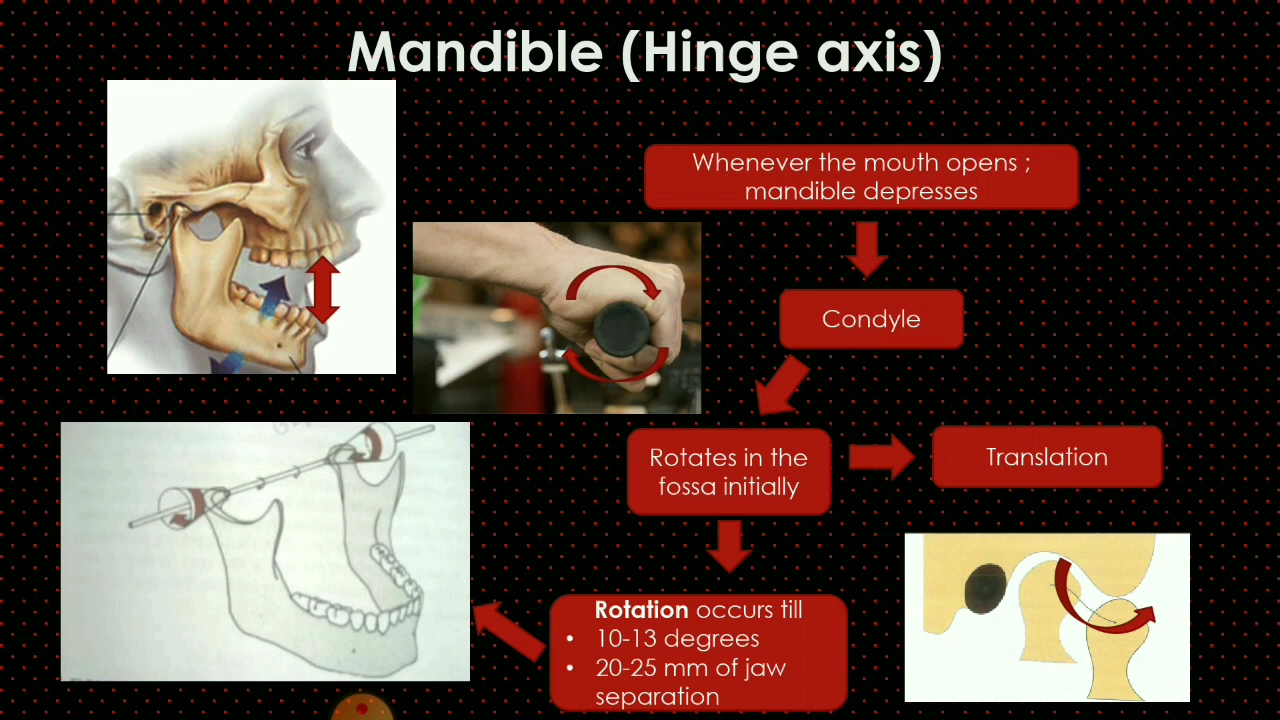 Mandible (Hinge axis)
Whenever the mouth opens ;
mandible depresses
Condyle
Rotates in the
fossa initially
Translation
Rotation occurs till
• 10-13 degrees
• 20-25 mm of jaw
separation